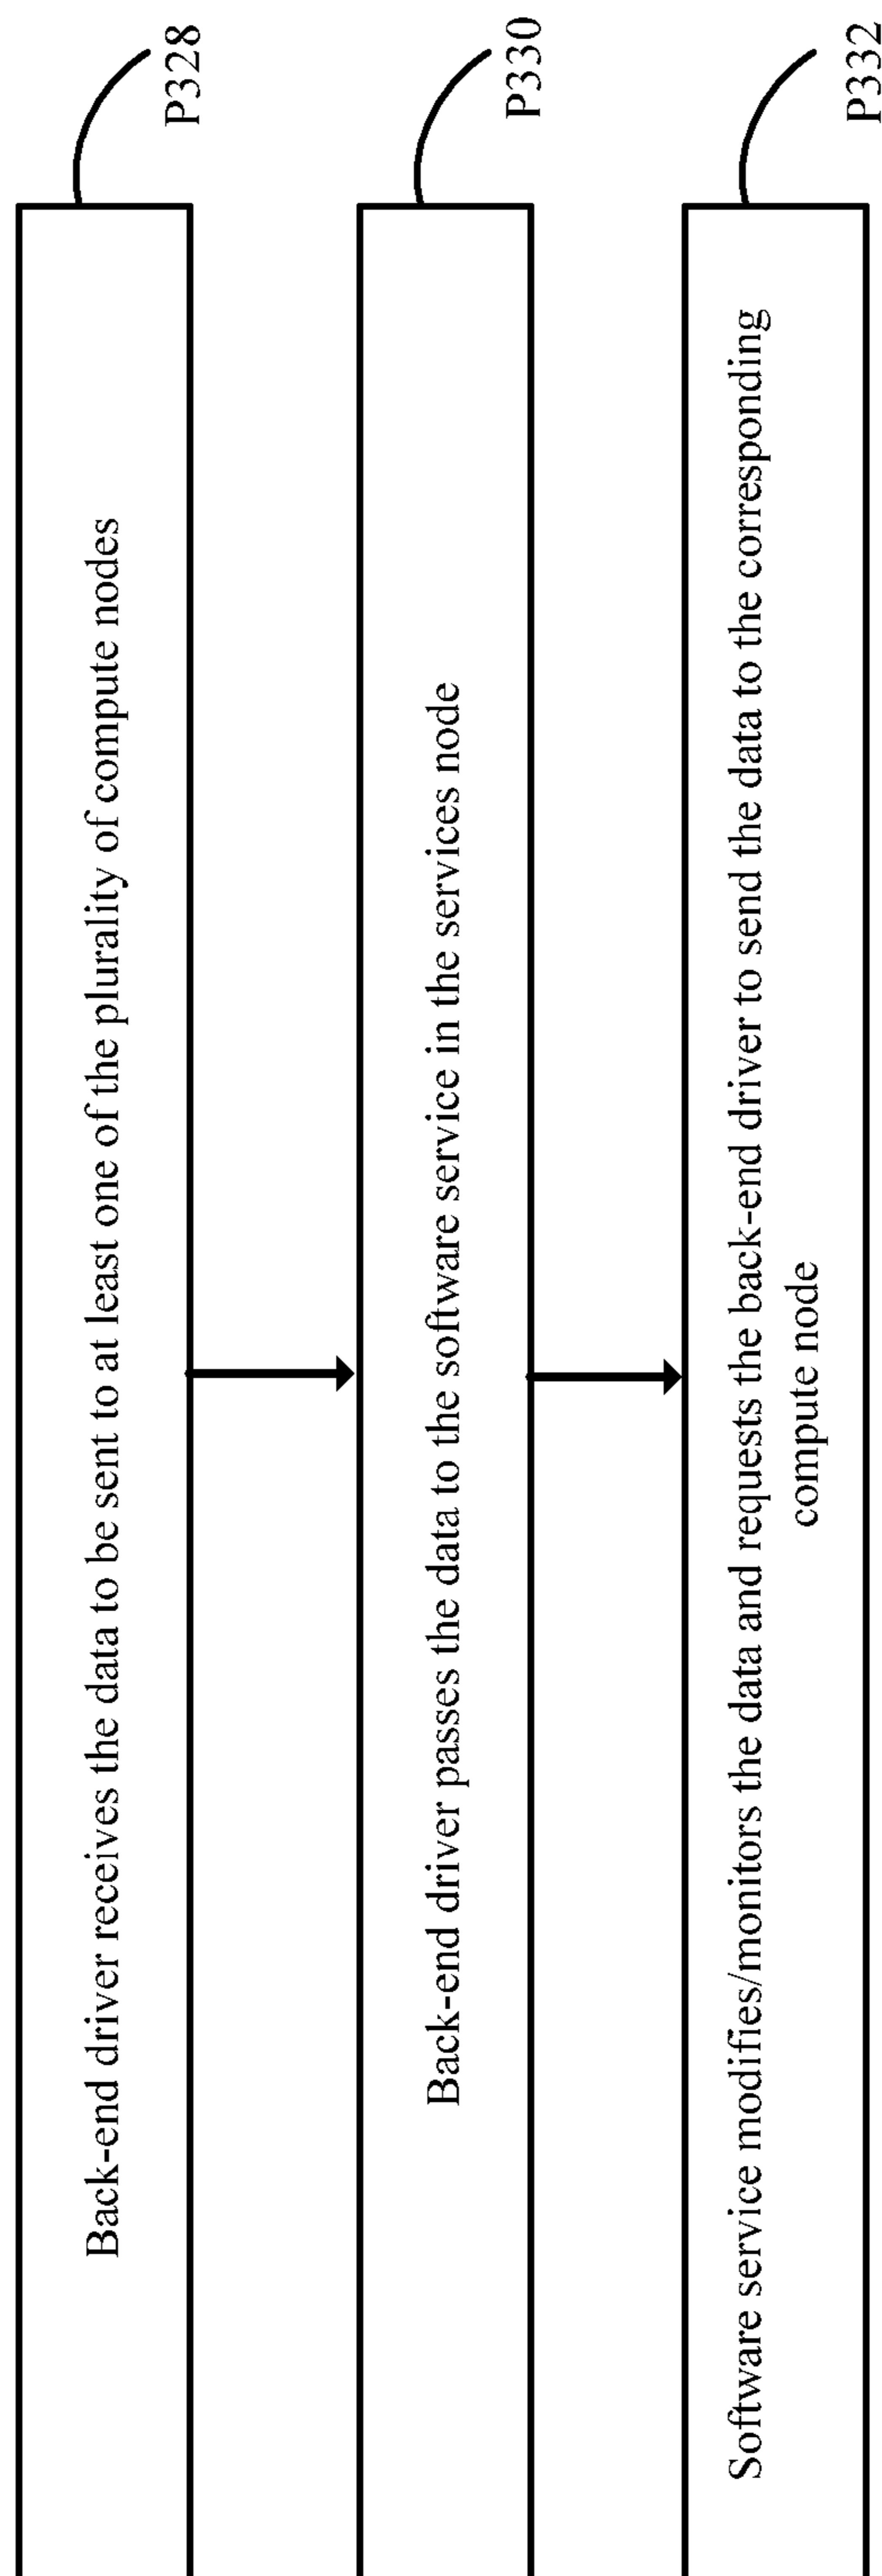 P328
Back-end driver receives the data to be sent to at least one of the plurality of compute nodes
P330
Back-end driver passes the data to the software service in the services node
P332
Software service modifies/monitors the data and requests the back-end driver to send the data to the corresponding
compute node